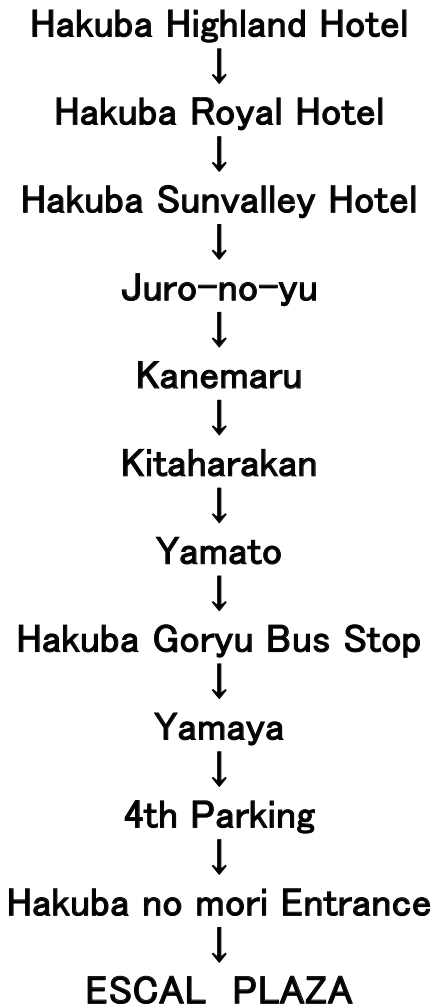 Hakuba Highland Hotel
↓
Hakuba Royal Hotel
↓
Hakuba Sunvalley Hotel
↓
Juro-no-yu
↓
Kanemaru
↓
Kitaharakan
↓
Yamato
↓
Hakuba Goryu Bus Stop
↓
Yamaya
↓
4th Parking
↓
Hakuba no mori Entrance
↓
ESCAL PLAZA